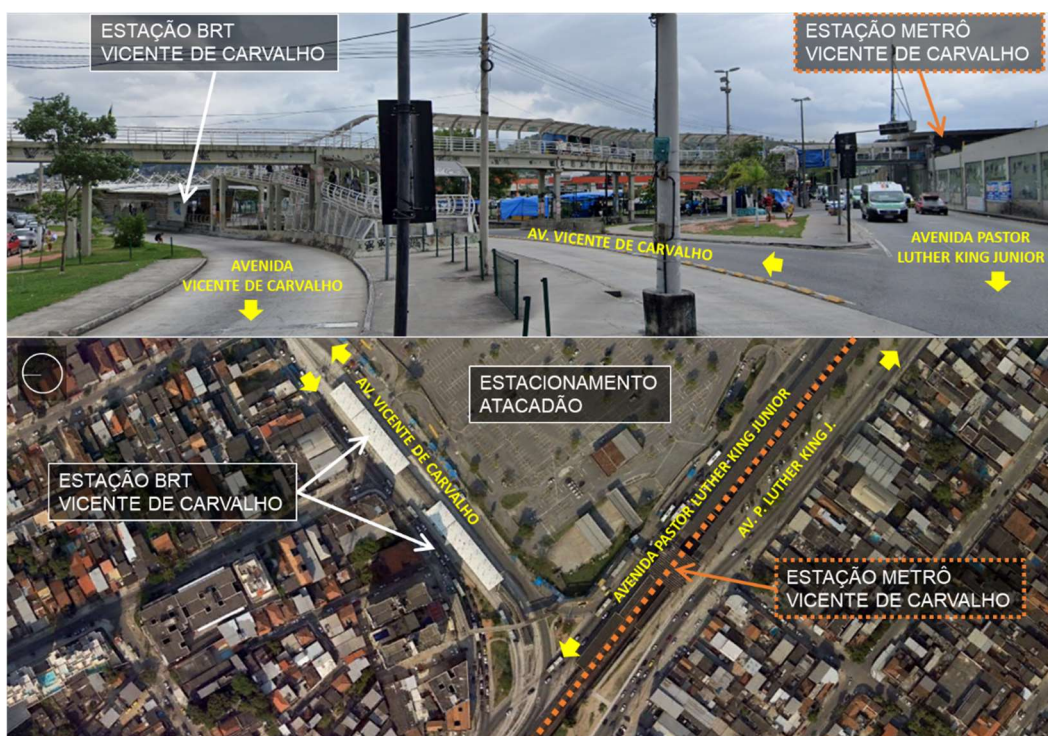 ESTAÇÃO BRT
VICENTE DE CARVALHO
ESTAÇÃO METRÔ
VICENTE DE CARVALHO
AV. VICENTE DE CARVALHO
AVENIDA
VICENTE DE CARVALHO
AVENIDA PASTOR
LUTHER KING JUNIOR
ESTACIONAMENTO
ATACADÃO
AV. VICENTE DE CARVALHO
AVENIDA PASTOR LUTHER KING JUNIOR
AV. P. LUTHER KING J.
ESTAÇÃO BRT
VICENTE DE CARVALHO
ESTAÇÃO METRÔ
VICENTE DE CARVALHO